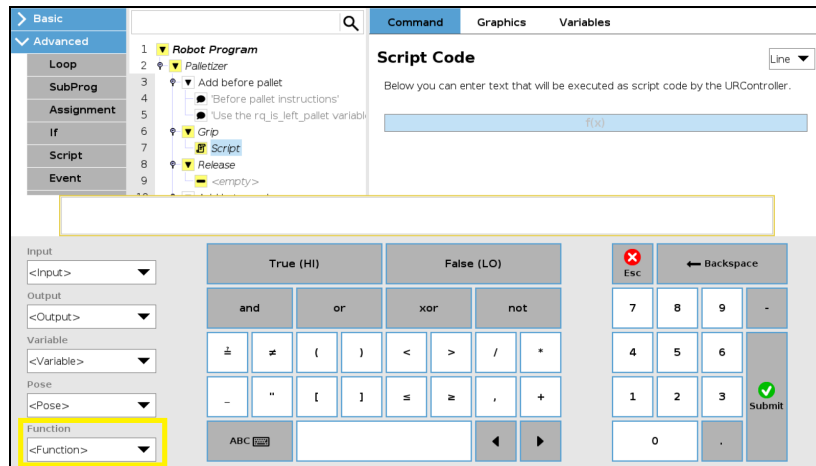 Basic
Advanced
Loop
SubProg
Assignment
If
Script
Event
1 Robot Program
2 Palletizer
3 Add before pallet
4 'Before pallet instructions'
5 'Use the rq_is_left_pallet variabl
6 Grip
7 Script
8 Release
9 <empty>
Command Graphics Variables
Script Code
Line
Below you can enter text that will be executed as script code by the URController.
f(x)
Input
<Input>
Output
<Output>
Variable
<Variable>
Pose
<Pose>
Function
<Function>
True (HI) False (LO)
and or xor not
≟ ≠ ( ) < > / *
_ " [ ] ≤ ≥ , +
ABC
Esc Backspace
7 8 9 -
4 5 6
1 2 3 Submit
0 .